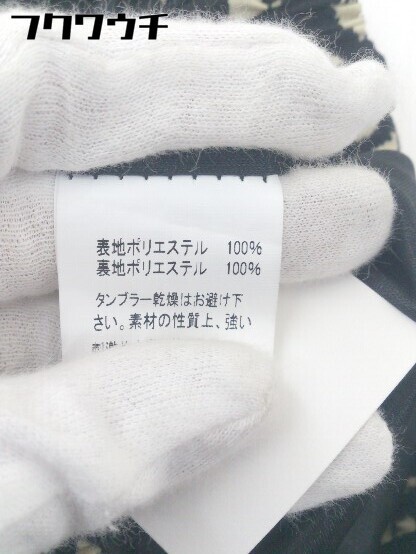 フクワウチ
表地ポリエステル 100%
裏地ポリエステル 100%
タンブラー乾燥はお避け下
さい。素材の性質上、強い